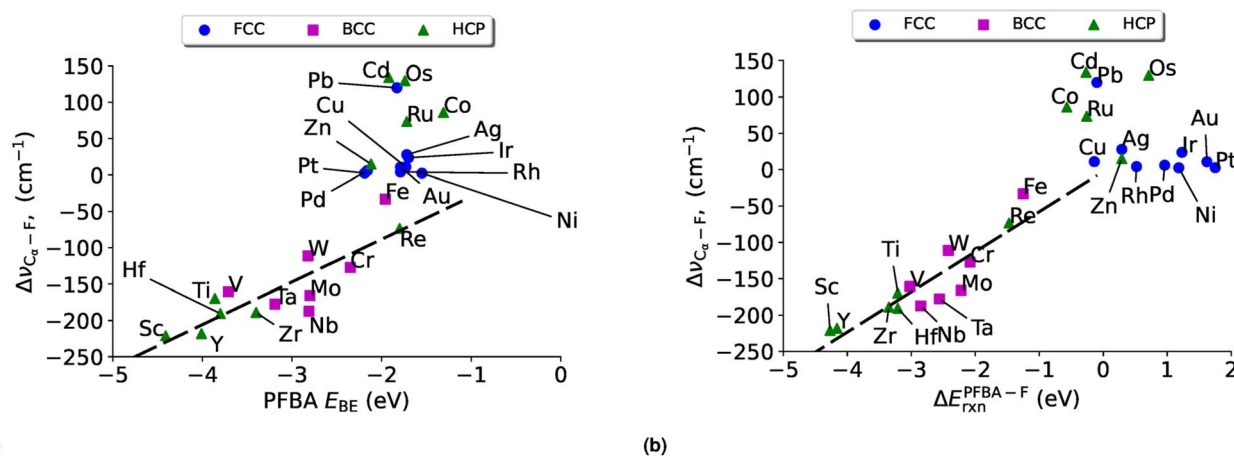 FCC BCC HCP
150
100
50
0
−50
−100
−150
−200
−250
Δν_{Cα−F}, (cm⁻¹)
Pb
Cd
Os
Cu
Ru
Co
Zn
Ag
Ir
Pt
Rh
Pd
Fe
Au
Ni
Re
W
Hf
Cr
Ti
V
Ta
Mo
Sc
Y
Zr
Nb
−5 −4 −3 −2 −1 0
PFBA E_{BE} (eV)
FCC BCC HCP
150
100
50
0
−50
−100
−150
−200
−250
Δν_{Cα−F}, (cm⁻¹)
Cd
Pb
Os
Co
Ru
Au
Cu
Ag
Ir
Pt
Zn
Rh
Pd
Ni
Fe
Re
Ti
W
Cr
V
Mo
Sc
Y
Zr
Hf
Nb
Ta
−5 −4 −3 −2 −1 0 1 2
ΔE_{rxn}^{PFBA−F} (eV)
(b)